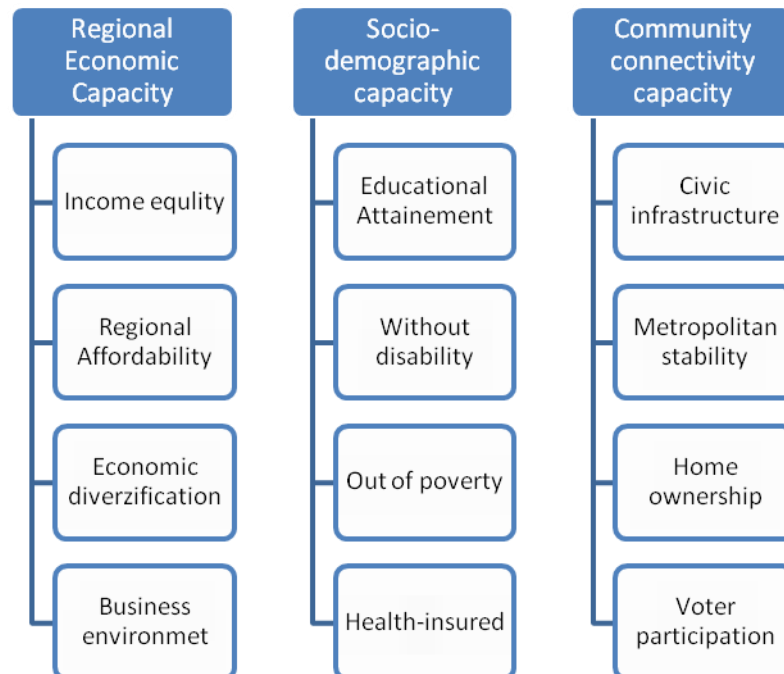 Regional
Economic
Capacity
Income equlity
Regional
Affordability
Economic
diverzification
Business
environmet
Socio-
demographic
capacity
Educational
Attainement
Without
disability
Out of poverty
Health-insured
Community
connectivity
capacity
Civic
infrastructure
Metropolitan
stability
Home
ownership
Voter
participation